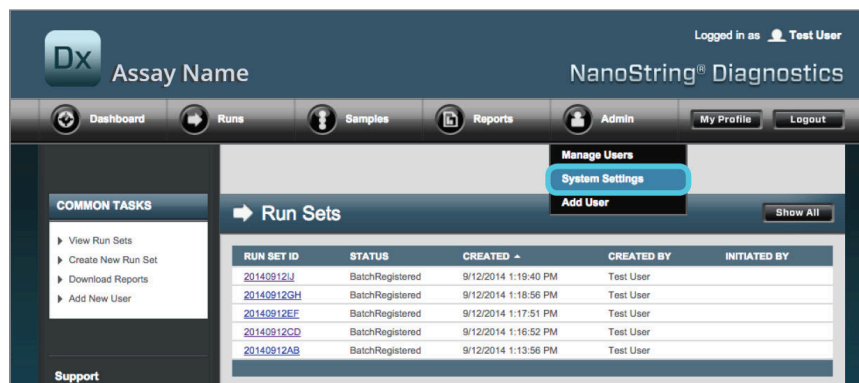 Logged in as Test User
Dx Assay Name
NanoString® Diagnostics
Dashboard Runs Samples Reports Admin My Profile Logout
Manage Users
System Settings
Add User
COMMON TASKS
View Run Sets
Create New Run Set
Download Reports
Add New User
Support
Run Sets
Show All
RUN SET ID STATUS CREATED CREATED BY INITIATED BY
20140912IJ BatchRegistered 9/12/2014 1:19:40 PM Test User
20140912GH BatchRegistered 9/12/2014 1:18:56 PM Test User
20140912EF BatchRegistered 9/12/2014 1:17:51 PM Test User
20140912CD BatchRegistered 9/12/2014 1:16:52 PM Test User
20140912AB BatchRegistered 9/12/2014 1:13:56 PM Test User